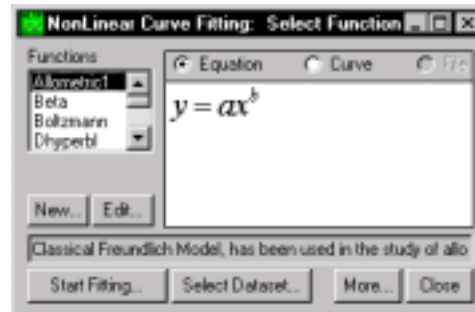 NonLinear Curve Fitting: Select Function
Functions
Equation Curve
Allometric1
Beta
Boltzmann
Dhyperbl
y = ax^b
New... Edit...
Classical Freundlich Model, has been used in the study of allo
Start Fitting... Select Dataset... More... Close